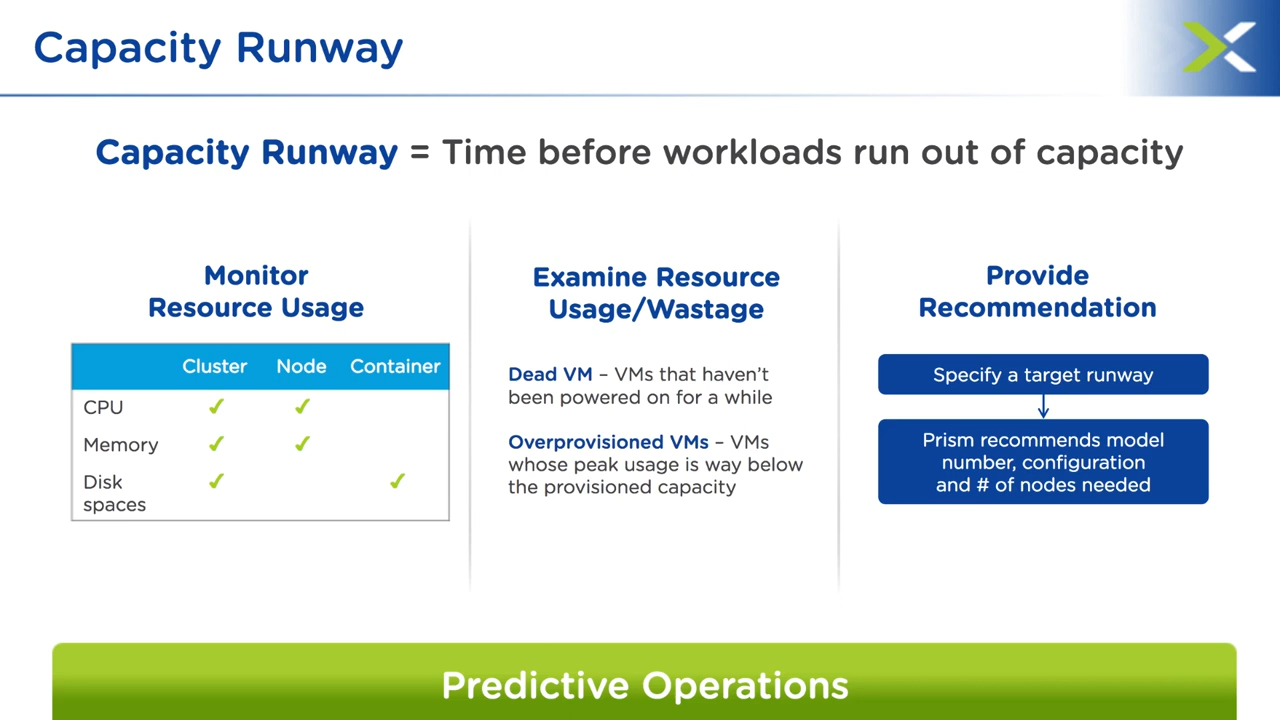 Capacity Runway
Capacity Runway = Time before workloads run out of capacity
Monitor
Resource Usage
Cluster Node Container
CPU ✓ ✓
Memory ✓ ✓
Disk ✓ ✓
spaces
Examine Resource
Usage/Wastage
Dead VM – VMs that haven’t
been powered on for a while
Overprovisioned VMs – VMs
whose peak usage is way below
the provisioned capacity
Provide
Recommendation
Specify a target runway
Prism recommends model
number, configuration
and # of nodes needed
Predictive Operations